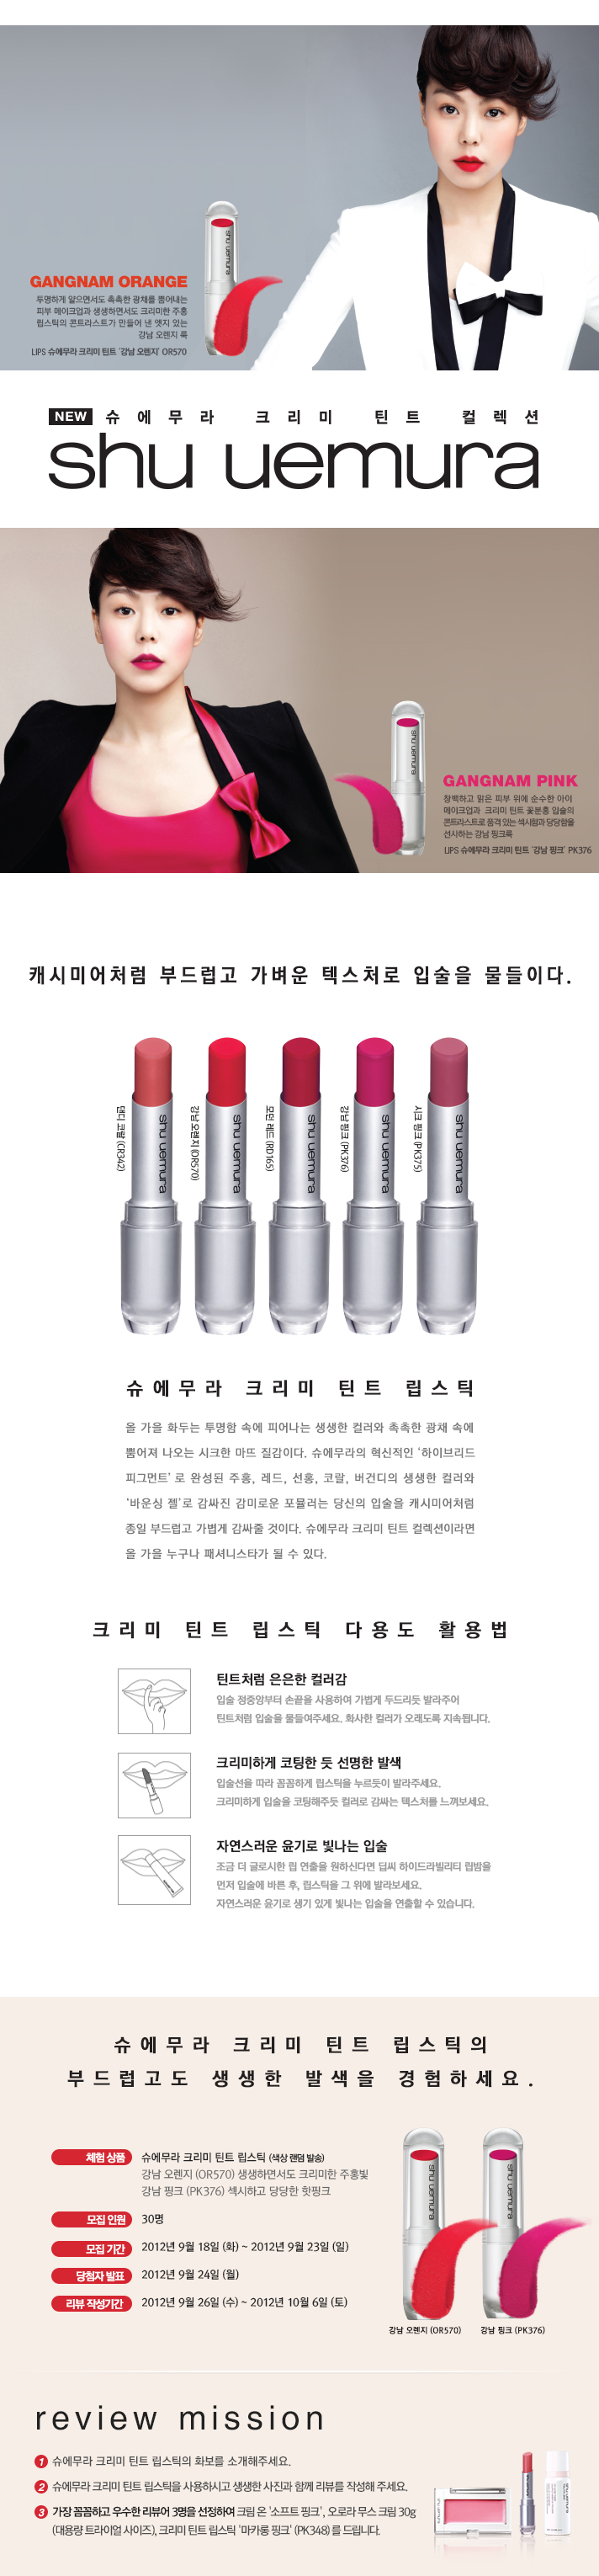 shu uemura
GANGNAM ORANGE
투명하게 얇으면서도 촉촉한 광채를 뿜어내는
피부 메이크업과 생생하면서도 크리미한 주홍
립스틱의 콘트라스트가 만들어 낸 엣지 있는
강남 오렌지 룩
LIPS 슈에무라 크리미 틴트 '강남 오렌지' OR570
NEW 슈에무라 크리미 틴트 컬렉션
shu uemura
shu uemura
GANGNAM PINK
창백하고 맑은 피부 위에 순수한 아이
메이크업과 크리미 틴트 꽃분홍 입술의
콘트라스트로 품격 있는 섹시함과 당당함을
선사하는 강남 핑크룩
LIPS 슈에무라 크리미 틴트 '강남 핑크' PK376
캐시미어처럼 부드럽고 가벼운 텍스처로 입술을 물들이다.
댄디 코랄 (CR342)
shu uemura
강남 오렌지 (OR570)
shu uemura
모던 레드 (RD165)
shu uemura
강남 핑크 (PK376)
shu uemura
시크 핑크 (PK375)
shu uemura
슈에무라 크리미 틴트 립스틱
올 가을 화두는 투명함 속에 피어나는 생생한 컬러와 촉촉한 광채 속에
뿜어져 나오는 시크한 마뜨 질감이다. 슈에무라의 혁신적인 '하이브리드
피그먼트' 로 완성된 주홍, 레드, 선홍, 코랄, 버건디의 생생한 컬러와
'바운싱 젤'로 감싸진 감미로운 포뮬러는 당신의 입술을 캐시미어처럼
종일 부드럽고 가볍게 감싸줄 것이다. 슈에무라 크리미 틴트 컬렉션이라면
올 가을 누구나 패셔니스타가 될 수 있다.
크리미 틴트 립스틱 다용도 활용법
틴트처럼 은은한 컬러감
입술 정중앙부터 손끝을 사용하여 가볍게 두드리듯 발라주어
틴트처럼 입술을 물들여주세요. 화사한 컬러가 오래도록 지속됩니다.
크리미하게 코팅한 듯 선명한 발색
입술선을 따라 꼼꼼하게 립스틱을 누르듯이 발라주세요.
크리미하게 입술을 코팅해주듯 컬러로 감싸는 텍스처를 느껴보세요.
자연스러운 윤기로 빛나는 입술
조금 더 글로시한 립 연출을 원하신다면 딥씨 하이드라빌리티 립밤을
먼저 입술에 바른 후, 립스틱을 그 위에 발라보세요.
자연스러운 윤기로 생기 있게 빛나는 입술을 연출할 수 있습니다.
슈에무라 크리미 틴트 립스틱의
부드럽고도 생생한 발색을 경험하세요.
체험 상품 슈에무라 크리미 틴트 립스틱 (색상 랜덤 발송)
강남 오렌지 (OR570) 생생하면서도 크리미한 주홍빛
강남 핑크 (PK376) 섹시하고 당당한 핫핑크
모집 인원 30명
모집 기간 2012년 9월 18일 (화) ~ 2012년 9월 23일 (일)
당첨자 발표 2012년 9월 24일 (월)
리뷰 작성기간 2012년 9월 26일 (수) ~ 2012년 10월 6일 (토)
shu uemura
shu uemura
강남 오렌지 (OR570) 강남 핑크 (PK376)
review mission
1 슈에무라 크리미 틴트 립스틱의 화보를 소개해주세요.
2 슈에무라 크리미 틴트 립스틱을 사용하시고 생생한 사진과 함께 리뷰를 작성해 주세요.
3 가장 꼼꼼하고 우수한 리뷰어 3명을 선정하여 크림 온 '소프트 핑크', 오로라 무스 크림 30g
(대용량 트라이얼 사이즈), 크리미 틴트 립스틱 '마카롱 핑크' (PK348) 를 드립니다.
shu uemura